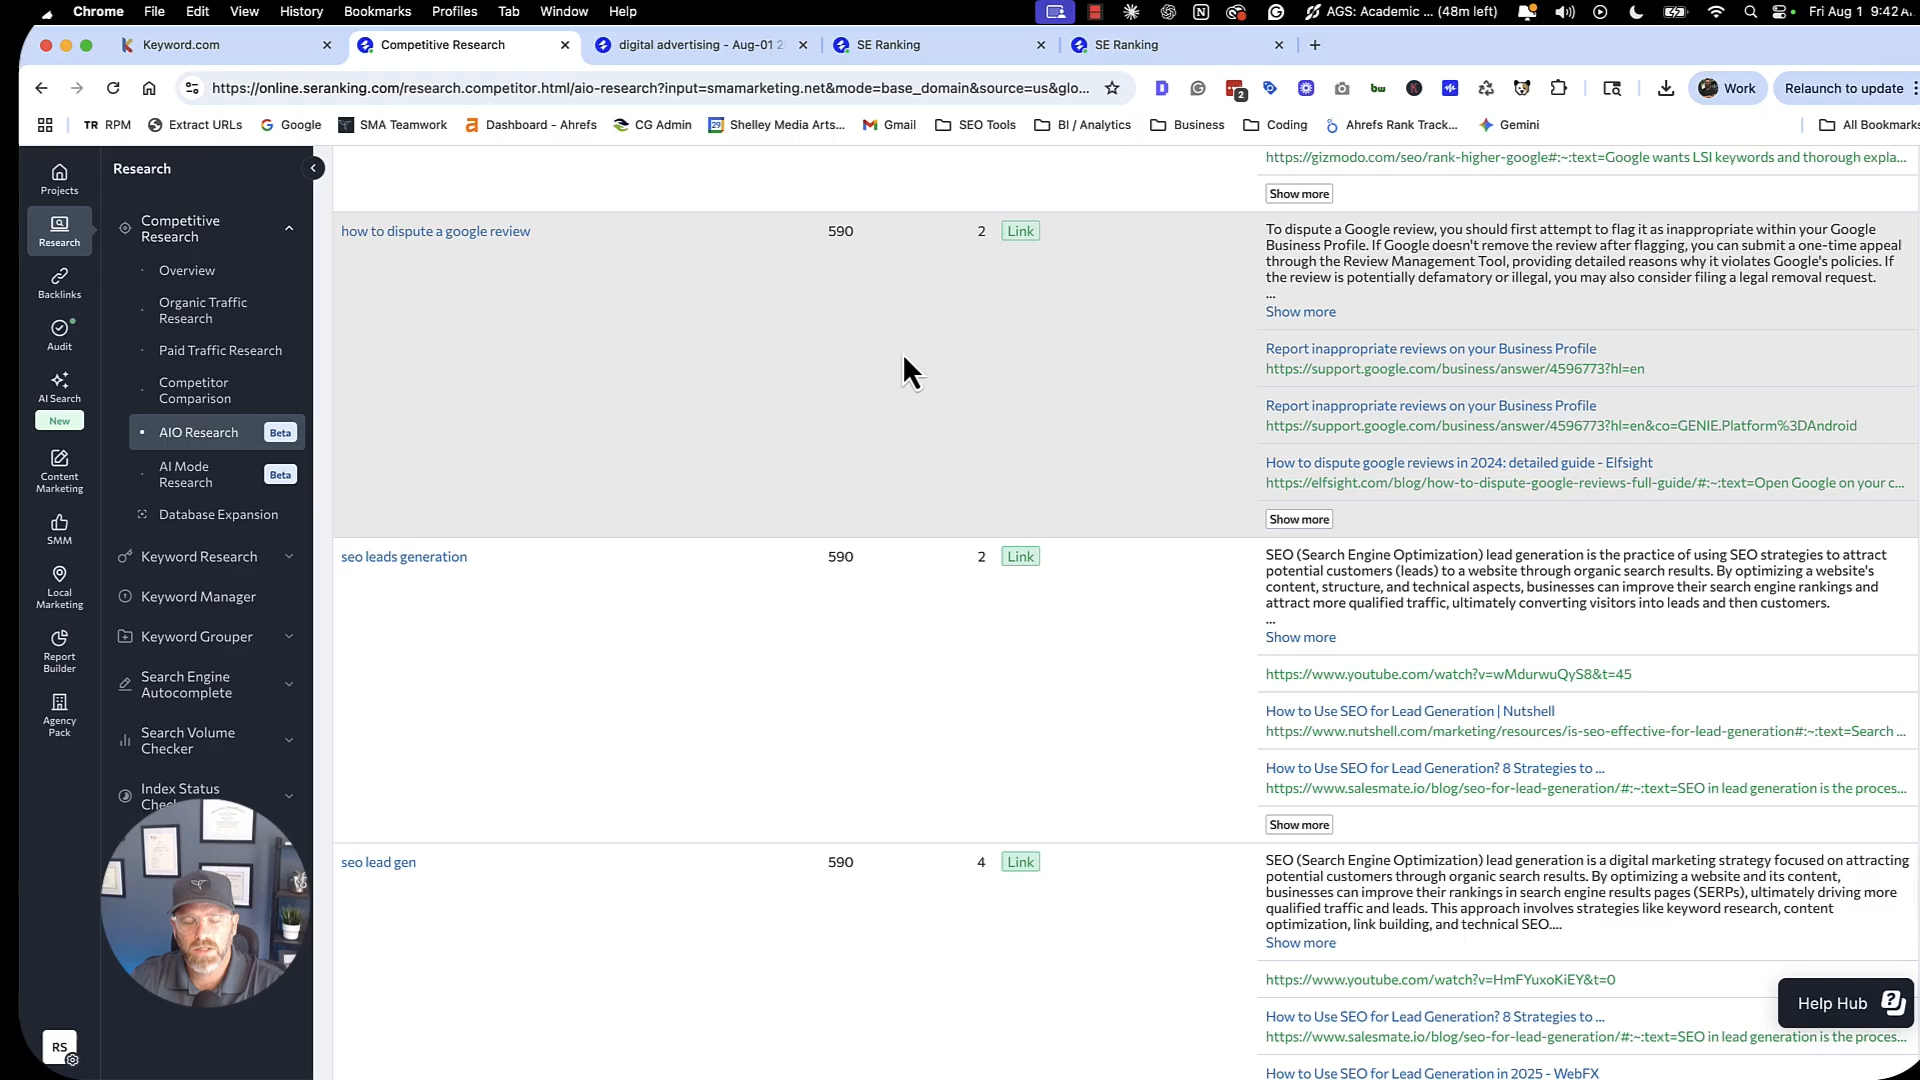 Chrome File Edit View History Bookmarks Profiles Tab Window Help
AGS: Academic ... (48m left)
Fri Aug 1 9:42
Keyword.com
Competitive Research
digital advertising - Aug-01 2
SE Ranking
SE Ranking
https://online.seranking.com/research.competitor.html/aio-research?input=smamarketing.net&mode=base_domain&source=us&glo...
2
bw
Work
Relaunch to update
TR RPM
Extract URLs
Google
SMA Teamwork
Dashboard - Ahrefs
CG Admin
Shelley Media Arts...
Gmail
SEO Tools
BI / Analytics
Business
Coding
Ahrefs Rank Track...
Gemini
All Bookmarks
Projects
Research
Backlinks
Audit
AI Search
New
Content
Marketing
SMM
Local
Marketing
Report
Builder
Agency
Pack
RS
Research
Competitive
Research
Overview
Organic Traffic
Research
Paid Traffic Research
Competitor
Comparison
AIO Research Beta
AI Mode
Research Beta
Database Expansion
Keyword Research
Keyword Manager
Keyword Grouper
Search Engine
Autocomplete
Search Volume
Checker
Index Status
https://gizmodo.com/seo/rank-higher-google#:~:text=Google wants LSI keywords and thorough expla...
Show more
how to dispute a google review 590 2 Link
To dispute a Google review, you should first attempt to flag it as inappropriate within your Google
Business Profile. If Google doesn't remove the review after flagging, you can submit a one-time appeal
through the Review Management Tool, providing detailed reasons why it violates Google's policies. If
the review is potentially defamatory or illegal, you may also consider filing a legal removal request.
...
Show more
Report inappropriate reviews on your Business Profile
https://support.google.com/business/answer/4596773?hl=en
Report inappropriate reviews on your Business Profile
https://support.google.com/business/answer/4596773?hl=en&co=GENIE.Platform%3DAndroid
How to dispute google reviews in 2024: detailed guide - Elfsight
https://elfsight.com/blog/how-to-dispute-google-reviews-full-guide/#:~:text=Open Google on your c...
Show more
seo leads generation 590 2 Link
SEO (Search Engine Optimization) lead generation is the practice of using SEO strategies to attract
potential customers (leads) to a website through organic search results. By optimizing a website's
content, structure, and technical aspects, businesses can improve their search engine rankings and
attract more qualified traffic, ultimately converting visitors into leads and then customers.
...
Show more
https://www.youtube.com/watch?v=wMdurwuQyS8&t=45
How to Use SEO for Lead Generation | Nutshell
https://www.nutshell.com/marketing/resources/is-seo-effective-for-lead-generation#:~:text=Search ...
How to Use SEO for Lead Generation? 8 Strategies to ...
https://www.salesmate.io/blog/seo-for-lead-generation/#:~:text=SEO in lead generation is the proces...
Show more
seo lead gen 590 4 Link
SEO (Search Engine Optimization) lead generation is a digital marketing strategy focused on attracting
potential customers through organic search results. By optimizing a website and its content,
businesses can improve their rankings in search engine results pages (SERPs), ultimately driving more
qualified traffic and leads. This approach involves strategies like keyword research, content
optimization, link building, and technical SEO....
Show more
https://www.youtube.com/watch?v=HmFYuxoKiEY&t=0
How to Use SEO for Lead Generation? 8 Strategies to ...
https://www.salesmate.io/blog/seo-for-lead-generation/#:~:text=SEO in lead generation is the proces...
How to Use SEO for Lead Generation in 2025 - WebFX
Help Hub